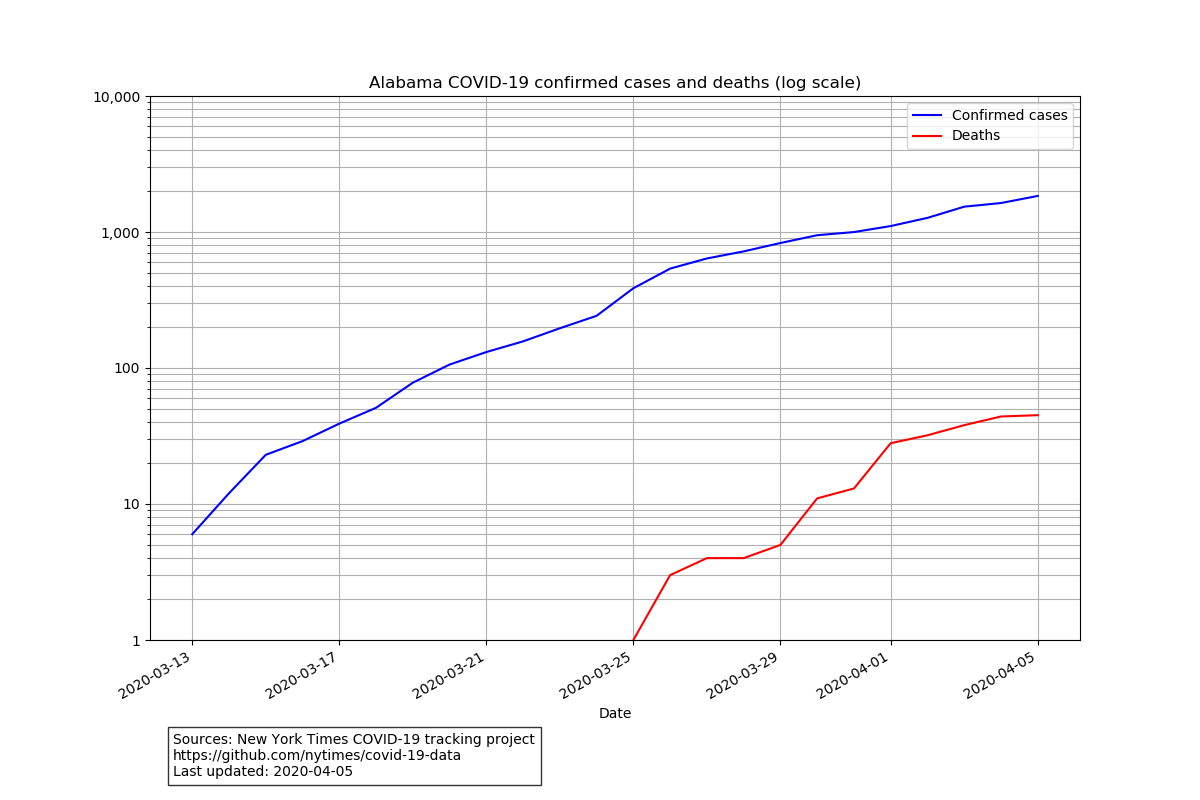 Alabama COVID-19 confirmed cases and deaths (log scale)
10,000
1,000
100
10
1
Confirmed cases
Deaths
2020-03-13
2020-03-17
2020-03-21
2020-03-25
2020-03-29
2020-04-01
2020-04-05
Date
Sources: New York Times COVID-19 tracking project
https://github.com/nytimes/covid-19-data
Last updated: 2020-04-05